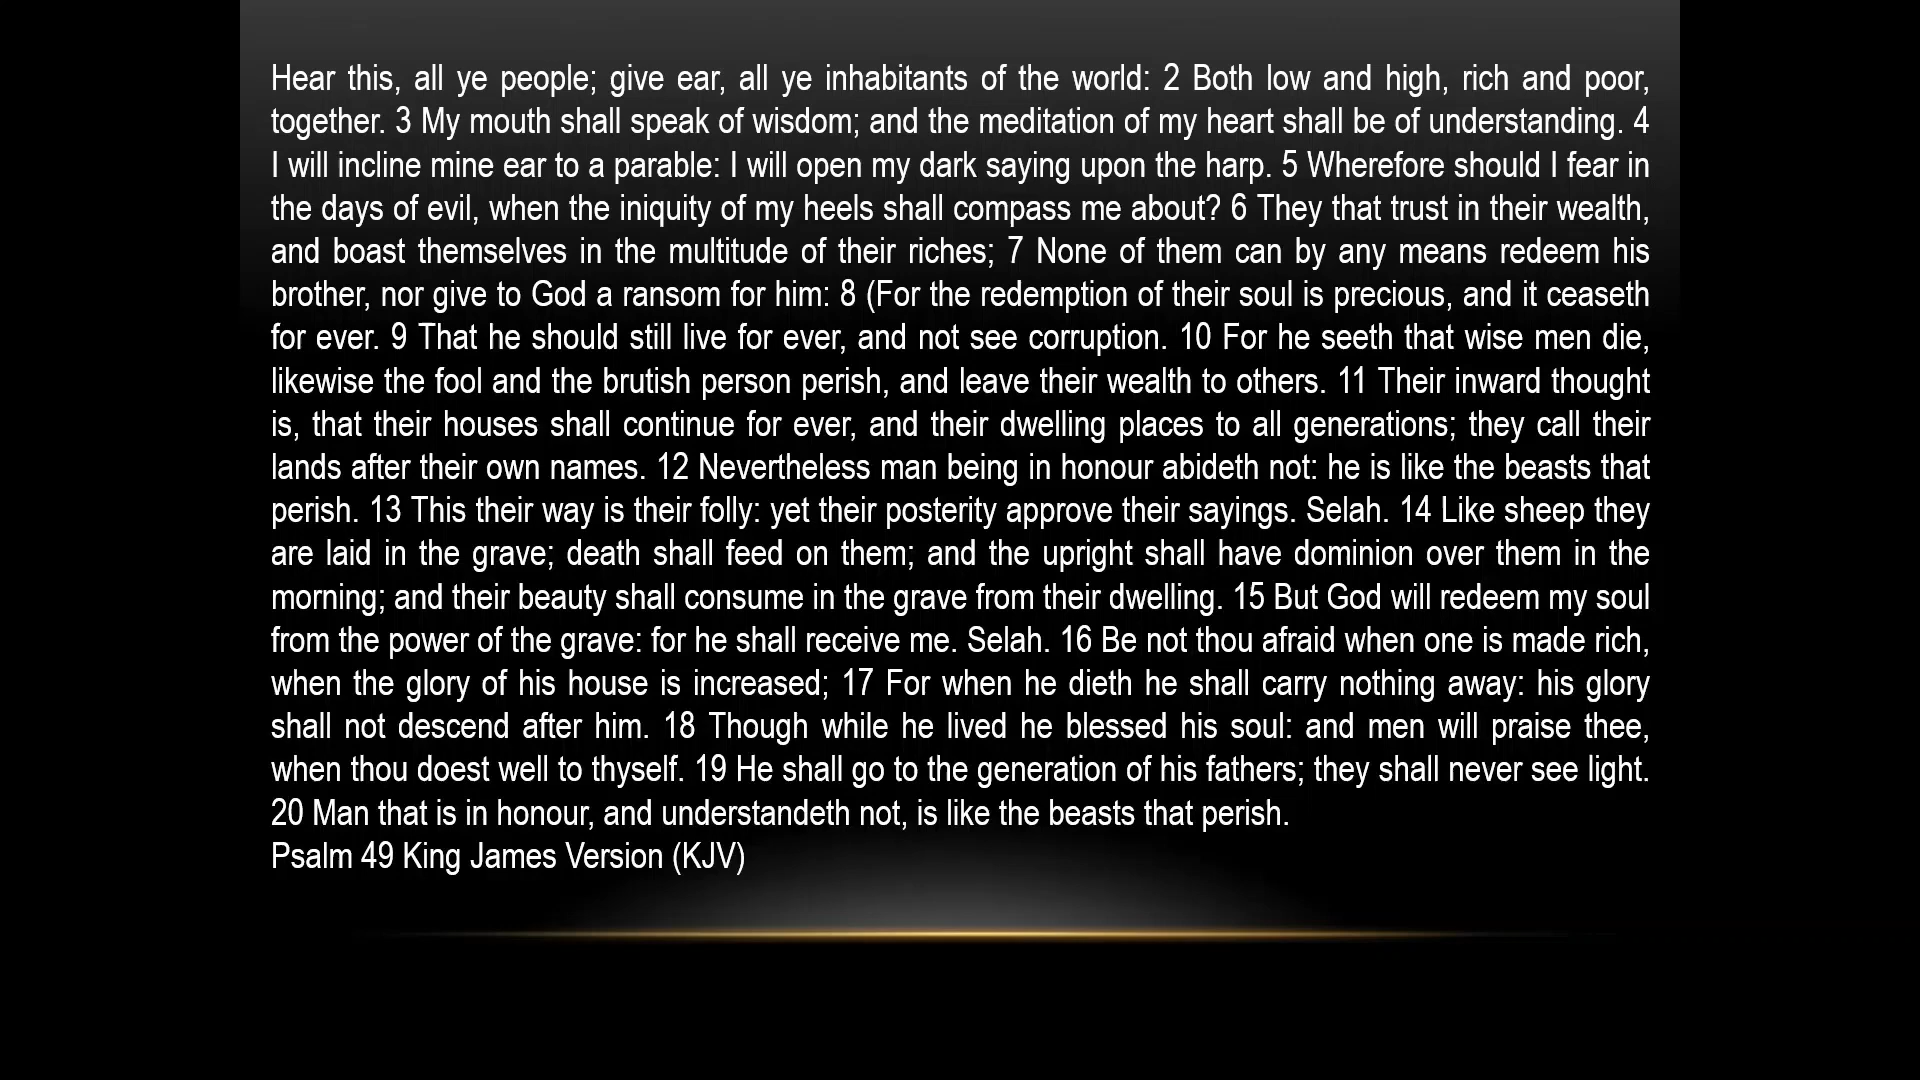 Hear this, all ye people; give ear, all ye inhabitants of the world: 2 Both low and high, rich and poor,
together. 3 My mouth shall speak of wisdom; and the meditation of my heart shall be of understanding. 4
I will incline mine ear to a parable: I will open my dark saying upon the harp. 5 Wherefore should I fear in
the days of evil, when the iniquity of my heels shall compass me about? 6 They that trust in their wealth,
and boast themselves in the multitude of their riches; 7 None of them can by any means redeem his
brother, nor give to God a ransom for him: 8 (For the redemption of their soul is precious, and it ceaseth
for ever. 9 That he should still live for ever, and not see corruption. 10 For he seeth that wise men die,
likewise the fool and the brutish person perish, and leave their wealth to others. 11 Their inward thought
is, that their houses shall continue for ever, and their dwelling places to all generations; they call their
lands after their own names. 12 Nevertheless man being in honour abideth not: he is like the beasts that
perish. 13 This their way is their folly: yet their posterity approve their sayings. Selah. 14 Like sheep they
are laid in the grave; death shall feed on them; and the upright shall have dominion over them in the
morning; and their beauty shall consume in the grave from their dwelling. 15 But God will redeem my soul
from the power of the grave: for he shall receive me. Selah. 16 Be not thou afraid when one is made rich,
when the glory of his house is increased; 17 For when he dieth he shall carry nothing away: his glory
shall not descend after him. 18 Though while he lived he blessed his soul: and men will praise thee,
when thou doest well to thyself. 19 He shall go to the generation of his fathers; they shall never see light.
20 Man that is in honour, and understandeth not, is like the beasts that perish.
Psalm 49 King James Version (KJV)